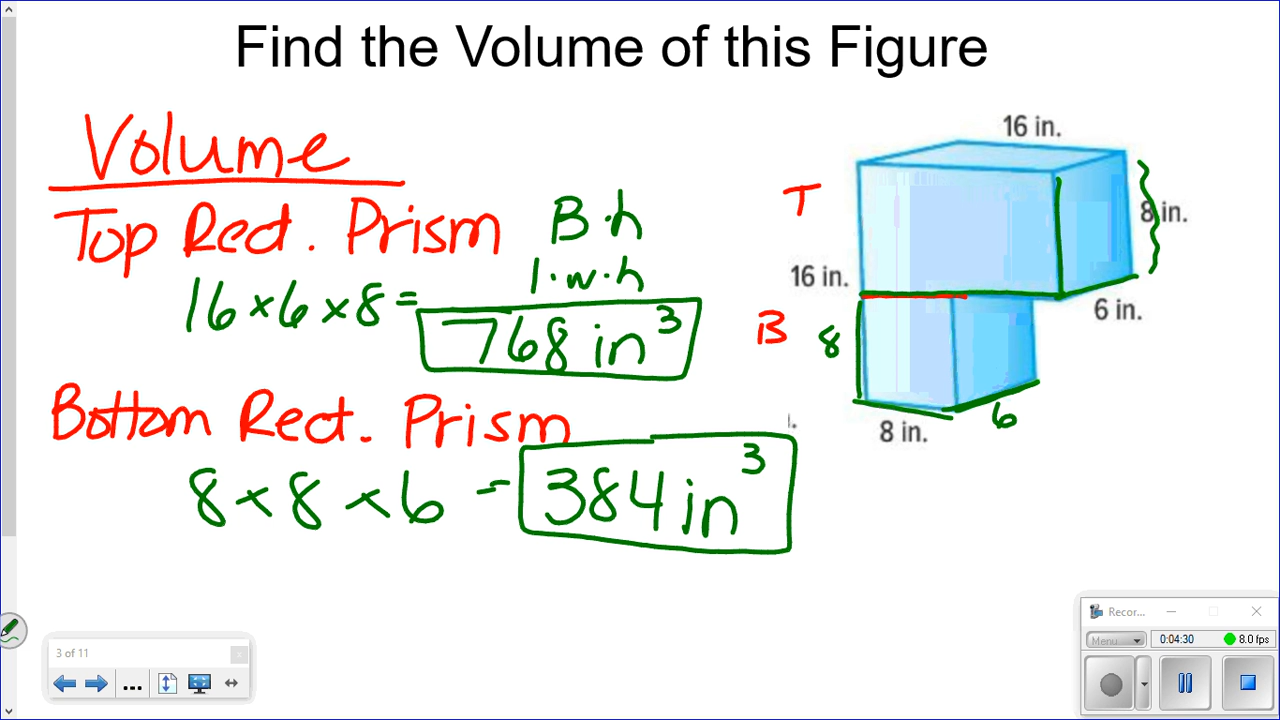 Find the Volume of this Figure
Volume
Top Rect. Prism
B·h
l·w·h
16×6×8=
768 in³
Bottom Rect. Prism
8×8×6 = 384 in³
16 in.
T
8 in.
16 in.
6 in.
B
8
6
8 in.
3 of 11
...
Recor...
Menu
0:04:30
8.0 fps